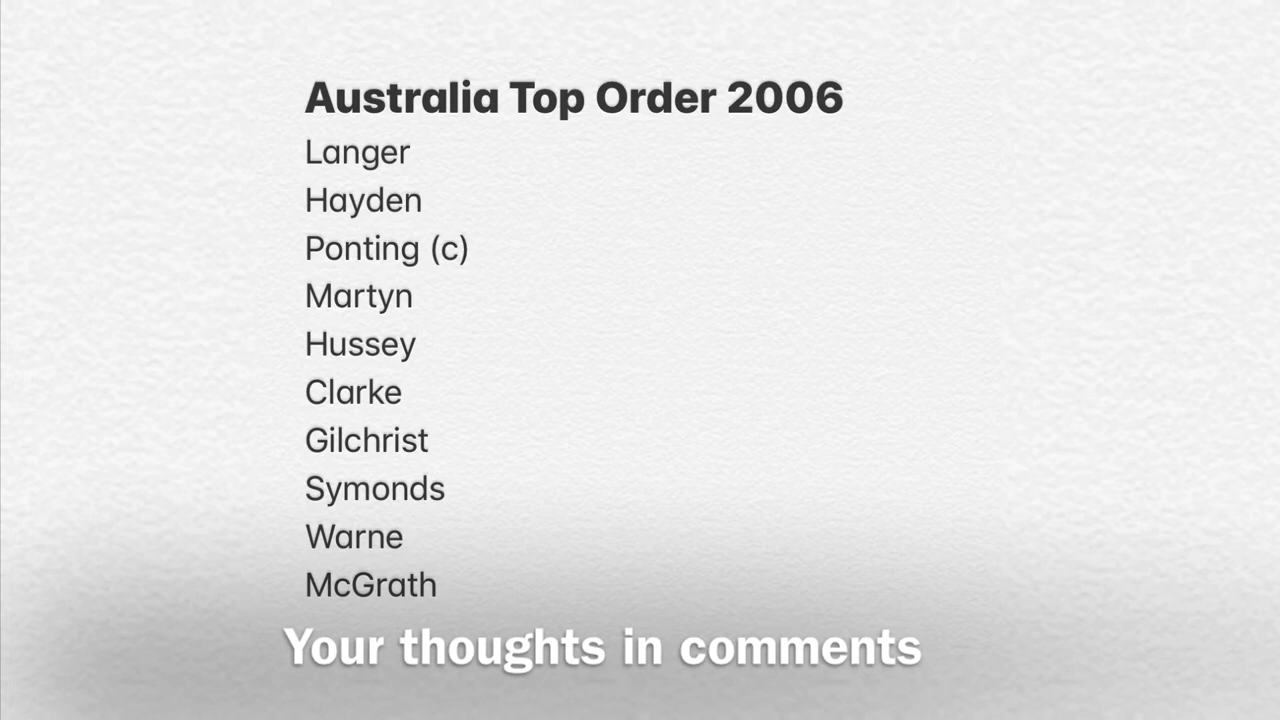 Australia Top Order 2006
Langer
Hayden
Ponting (c)
Martyn
Hussey
Clarke
Gilchrist
Symonds
Warne
McGrath
Your thoughts in comments